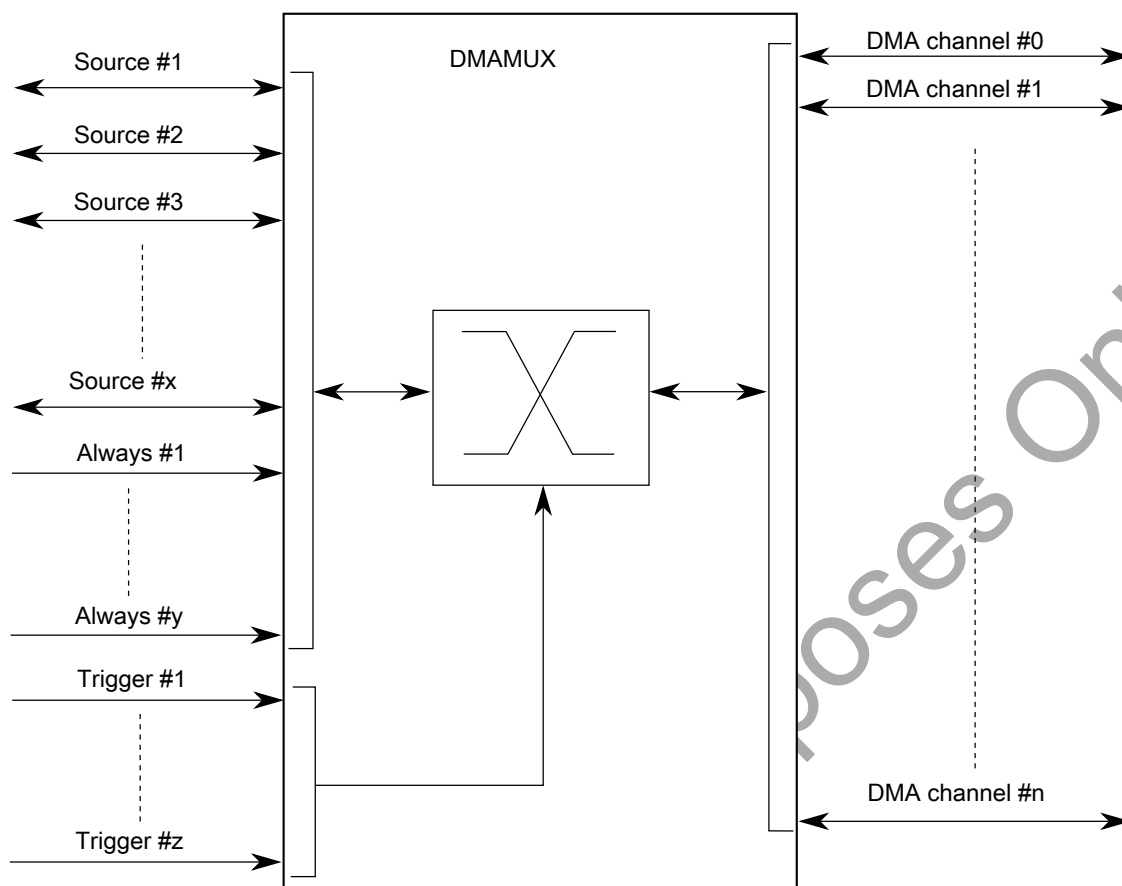 DMAMUX
Source #1
Source #2
Source #3
Source #x
Always #1
Always #y
Trigger #1
Trigger #z
DMA channel #0
DMA channel #1
DMA channel #n